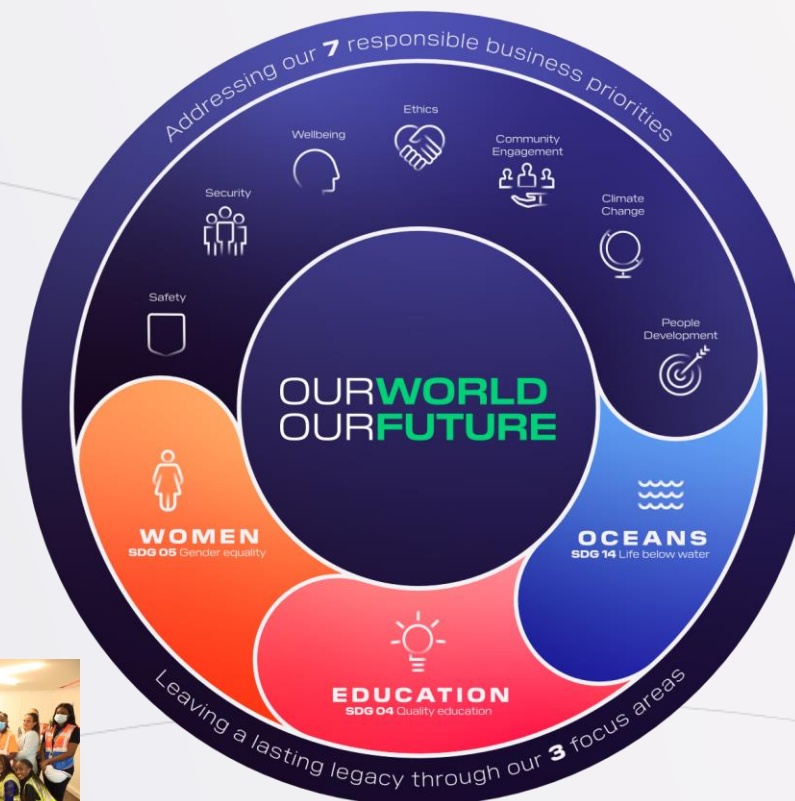 Addressing our 7 responsible business priorities
Ethics
Wellbeing
Community
Engagement
Security
Climate
Change
Safety
People
Development
OURWORLD
OURFUTURE
WOMEN
SDG 05 Gender equality
OCEANS
SDG 14 Life below water
EDUCATION
SDG 04 Quality education
Leaving a lasting legacy through our 3 focus areas